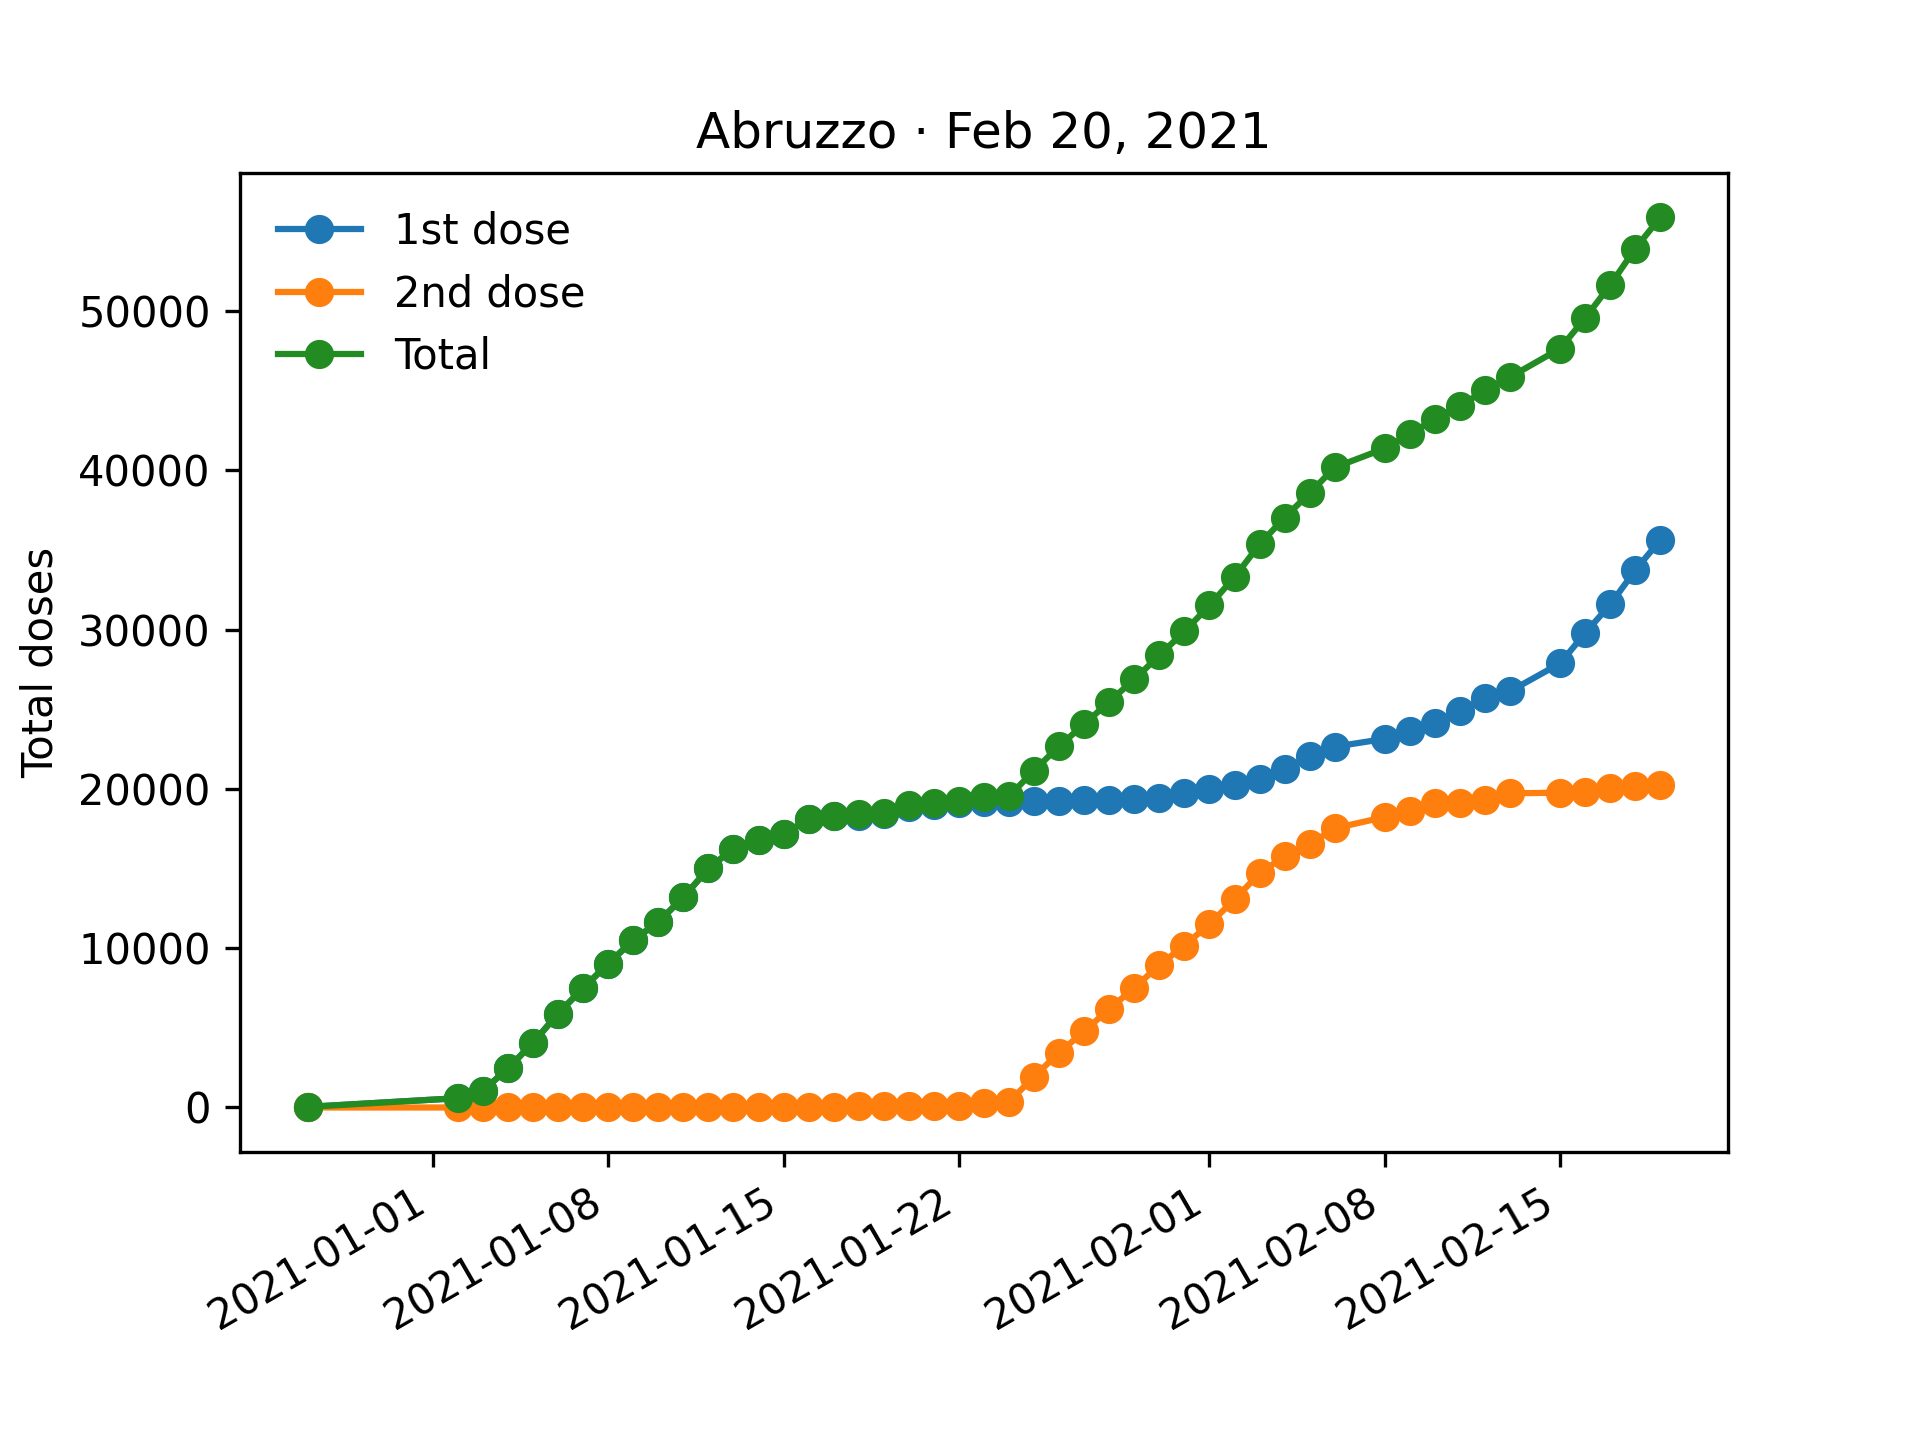 Abruzzo · Feb 20, 2021
1st dose
2nd dose
Total
Total doses
50000
40000
30000
20000
10000
0
2021-01-01
2021-01-08
2021-01-15
2021-01-22
2021-02-01
2021-02-08
2021-02-15